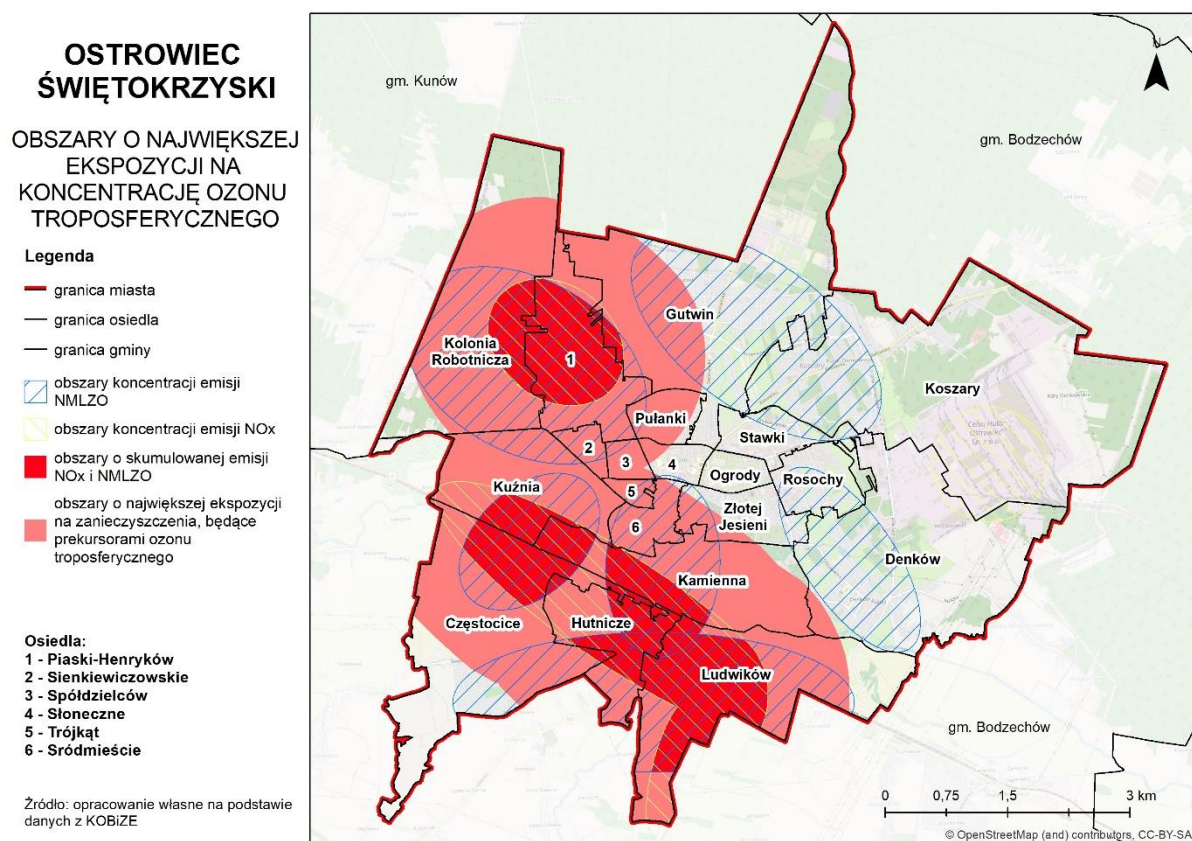 OSTROWIEC
ŚWIĘTOKRZYSKI
OBSZARY O NAJWIĘKSZEJ
EKSPOZYCJI NA
KONCENTRACJĘ OZONU
TROPOSFERYCZNEGO
Legenda
granica miasta
granica osiedla
granica gminy
obszary koncentracji emisji
NMLZO
obszary koncentracji emisji NOx
obszary o skumulowanej emisji
NOx i NMLZO
obszary o największej ekspozycji
na zanieczyszczenia, będące
prekursorami ozonu
troposferycznego
Osiedla:
1 - Piaski-Henryków
2 - Sienkiewiczowskie
3 - Spółdzielców
4 - Słoneczne
5 - Trójkąt
6 - Sródmieście
Źródło: opracowanie własne na podstawie
danych z KOBiZE
gm. Kunów
gm. Bodzechów
Gutwin
Kolonia
Robotnicza
1
Koszary
Pułanki
Stawki
2
3
4
Ogrody
Rosochy
Kuźnia
5
6
Złotej
Jesieni
Denków
Kamienna
Częstocice
Hutnicze
Ludwików
Celsa Huta
Ostrowiec
Sp. z o.o.
gm. Bodzechów
0 0,75 1,5 3 km
© OpenStreetMap (and) contributors, CC-BY-SA